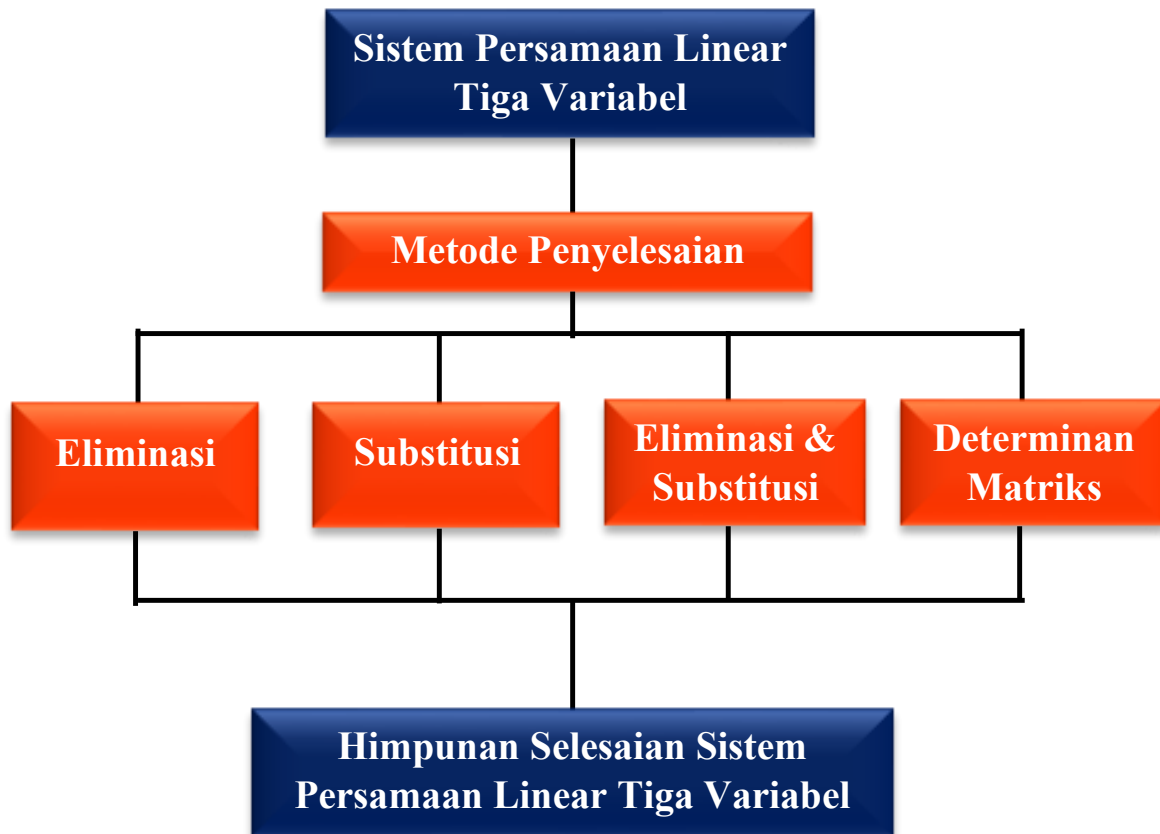 Sistem Persamaan Linear
Tiga Variabel
Metode Penyelesaian
Eliminasi
Substitusi
Eliminasi &
Substitusi
Determinan
Matriks
Himpunan Selesaian Sistem
Persamaan Linear Tiga Variabel